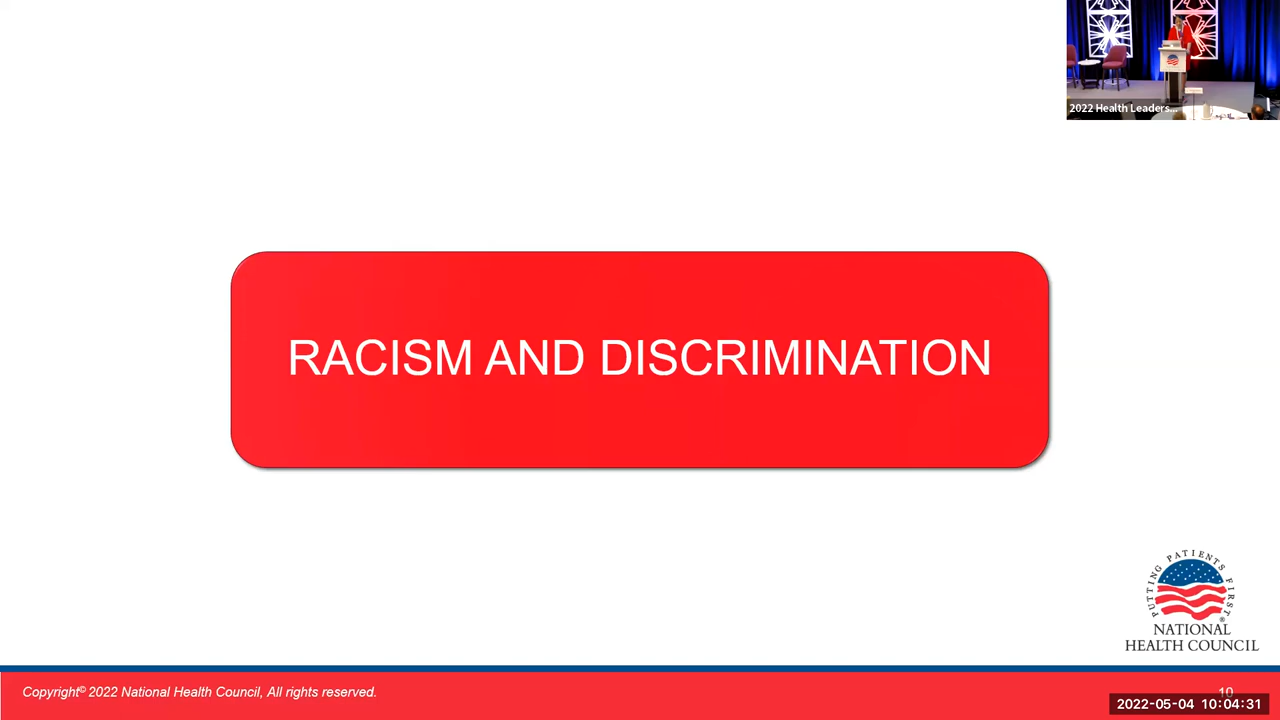 2022 Health Leaders...
RACISM AND DISCRIMINATION
PUTTING PATIENTS FIRST®
NATIONAL
HEALTH COUNCIL
Copyright© 2022 National Health Council, All rights reserved.
10
2022-05-04 10:04:31